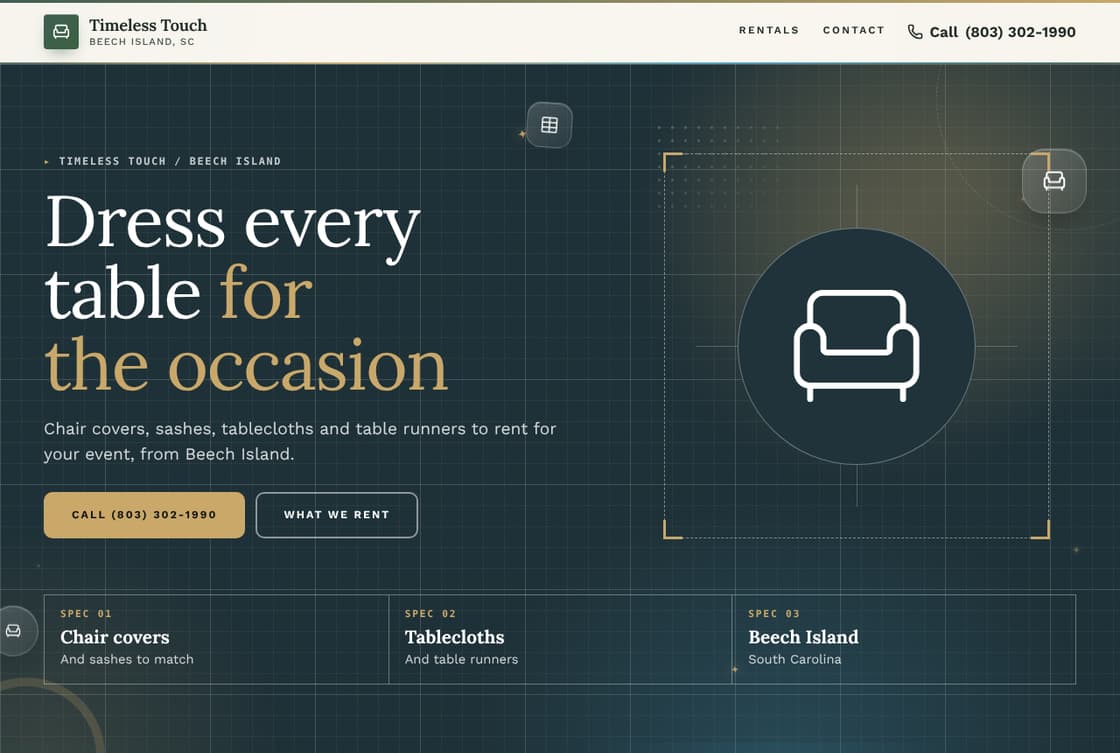 Timeless Touch
BEECH ISLAND, SC
RENTALS
CONTACT
Call (803) 302-1990
TIMELESS TOUCH / BEECH ISLAND
Dress every
table for
the occasion
Chair covers, sashes, tablecloths and table runners to rent for
your event, from Beech Island.
CALL (803) 302-1990
WHAT WE RENT
SPEC 01
Chair covers
And sashes to match
SPEC 02
Tablecloths
And table runners
SPEC 03
Beech Island
South Carolina